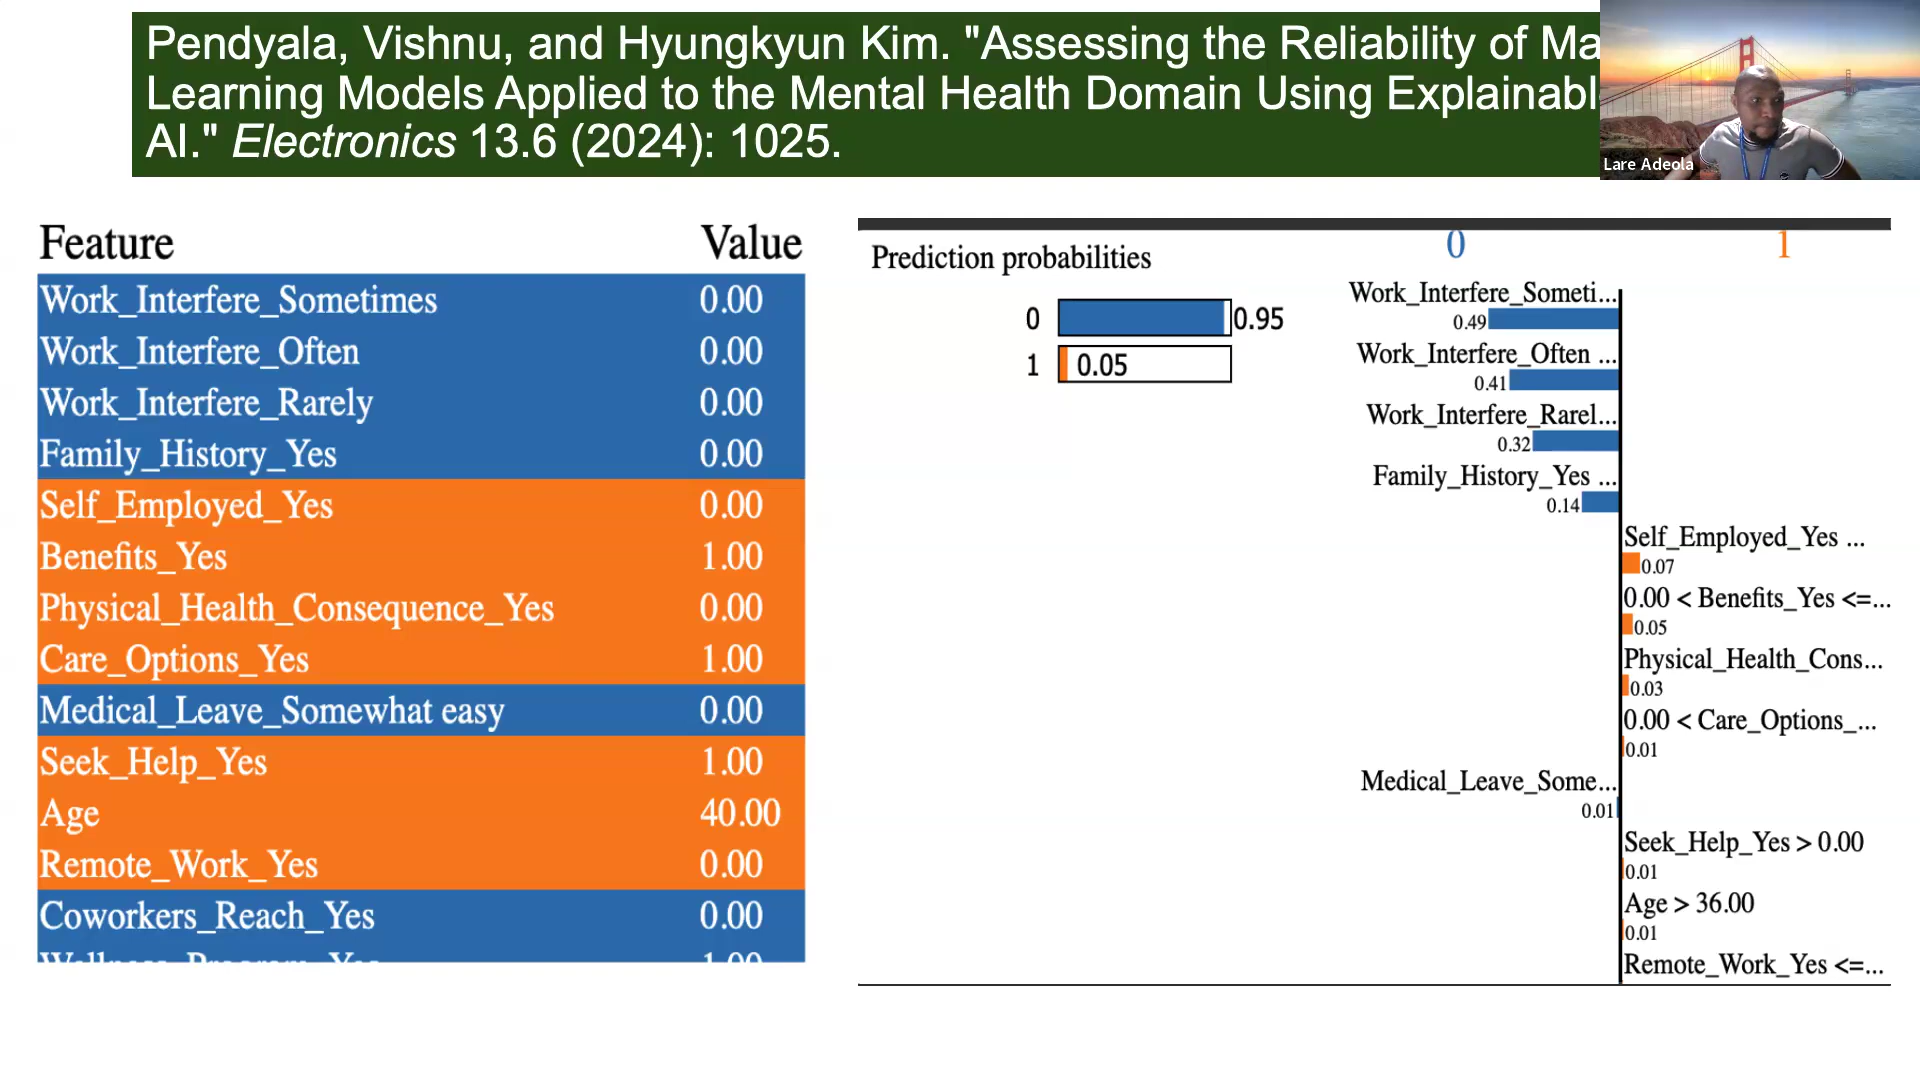 Pendyala, Vishnu, and Hyungkyun Kim. "Assessing the Reliability of Ma
Learning Models Applied to the Mental Health Domain Using Explainabl
AI." Electronics 13.6 (2024): 1025.
Lare Adeola
Feature Value
Work_Interfere_Sometimes 0.00
Work_Interfere_Often 0.00
Work_Interfere_Rarely 0.00
Family_History_Yes 0.00
Self_Employed_Yes 0.00
Benefits_Yes 1.00
Physical_Health_Consequence_Yes 0.00
Care_Options_Yes 1.00
Medical_Leave_Somewhat easy 0.00
Seek_Help_Yes 1.00
Age 40.00
Remote_Work_Yes 0.00
Coworkers_Reach_Yes 0.00
Wellness_Program_Yes 1.00
Prediction probabilities
0 0.95
1 0.05
0 1
Work_Interfere_Someti...
0.49
Work_Interfere_Often ...
0.41
Work_Interfere_Rarel...
0.32
Family_History_Yes ...
0.14
Self_Employed_Yes ...
0.07
0.00 < Benefits_Yes <=...
0.05
Physical_Health_Cons...
0.03
0.00 < Care_Options_...
0.01
Medical_Leave_Some...
0.01
Seek_Help_Yes > 0.00
0.01
Age > 36.00
0.01
Remote_Work_Yes <=...